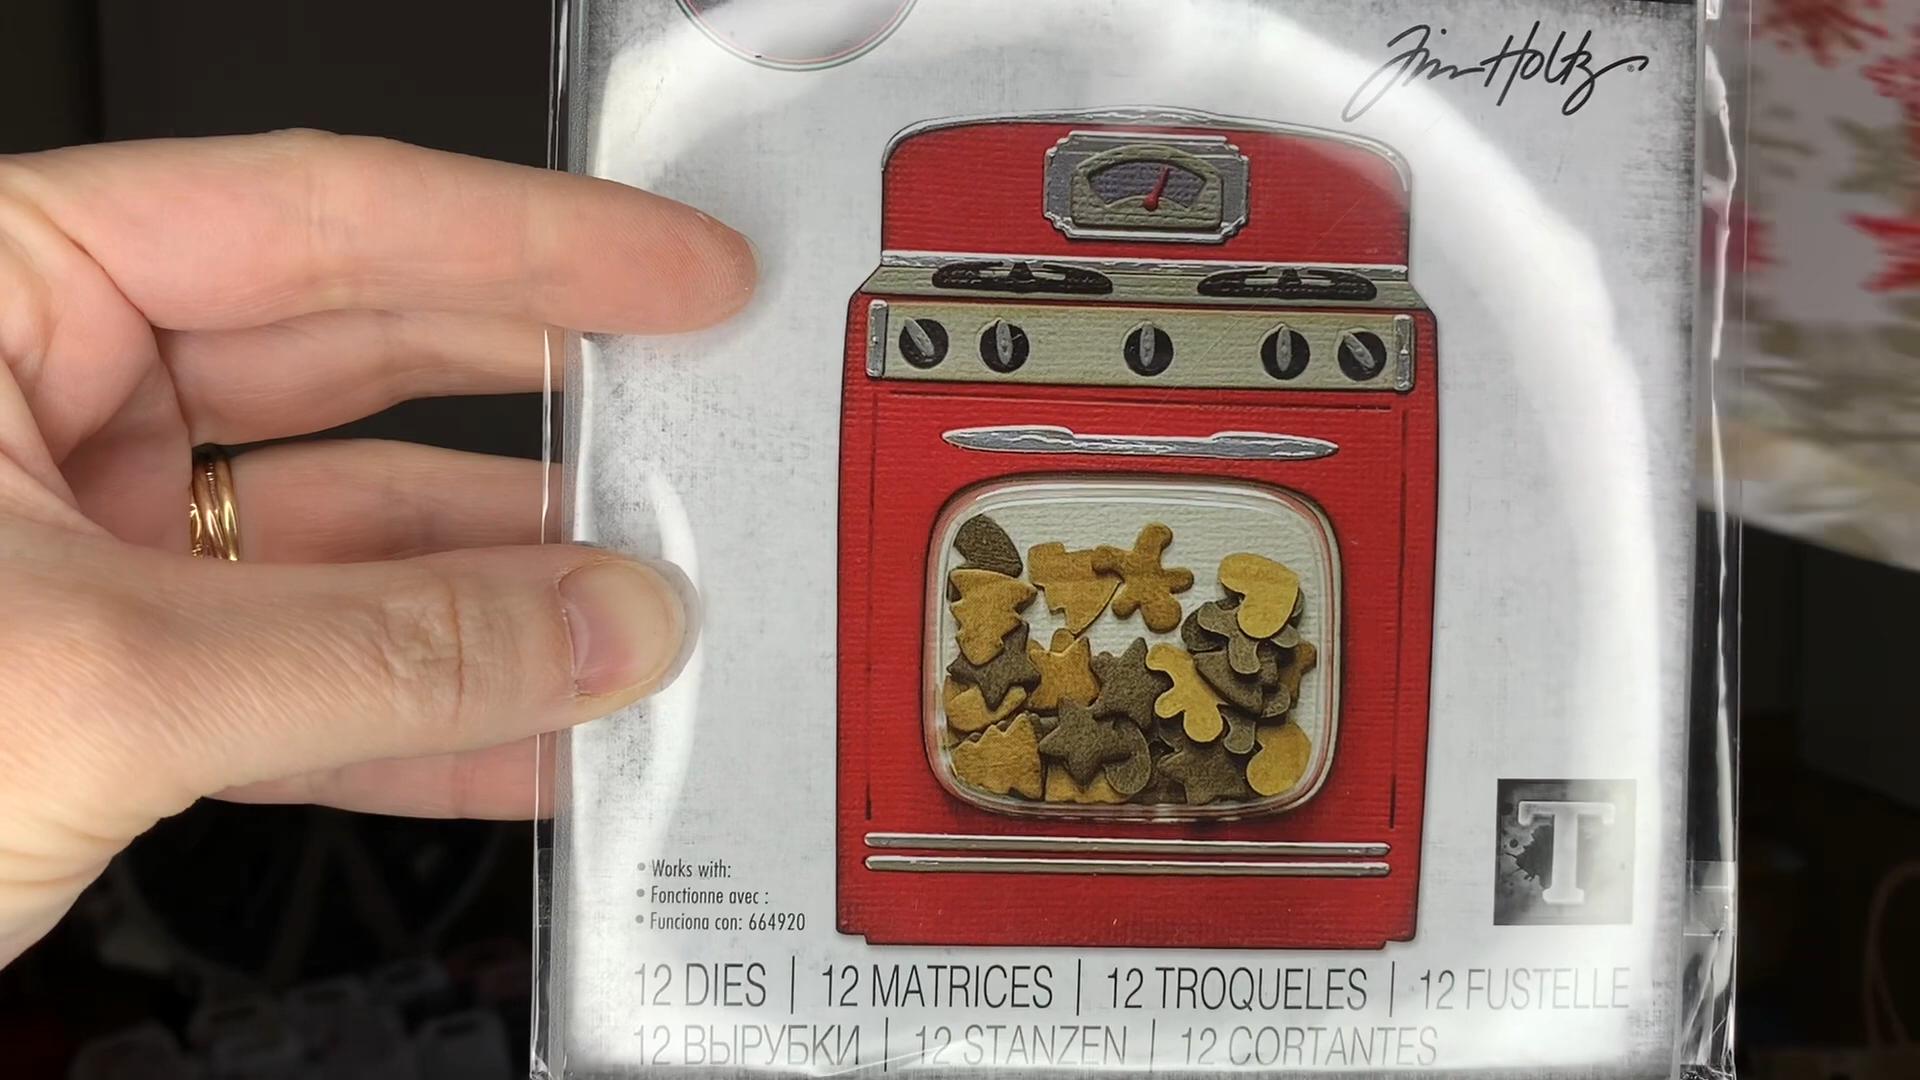 Tim Holtz®
T
• Works with:
• Fonctionne avec :
• Funciona con: 664920
12 DIES | 12 MATRICES | 12 TROQUELES | 12 FUSTELLE
12 ВЫРУБКИ | 12 STANZEN | 12 CORTANTES